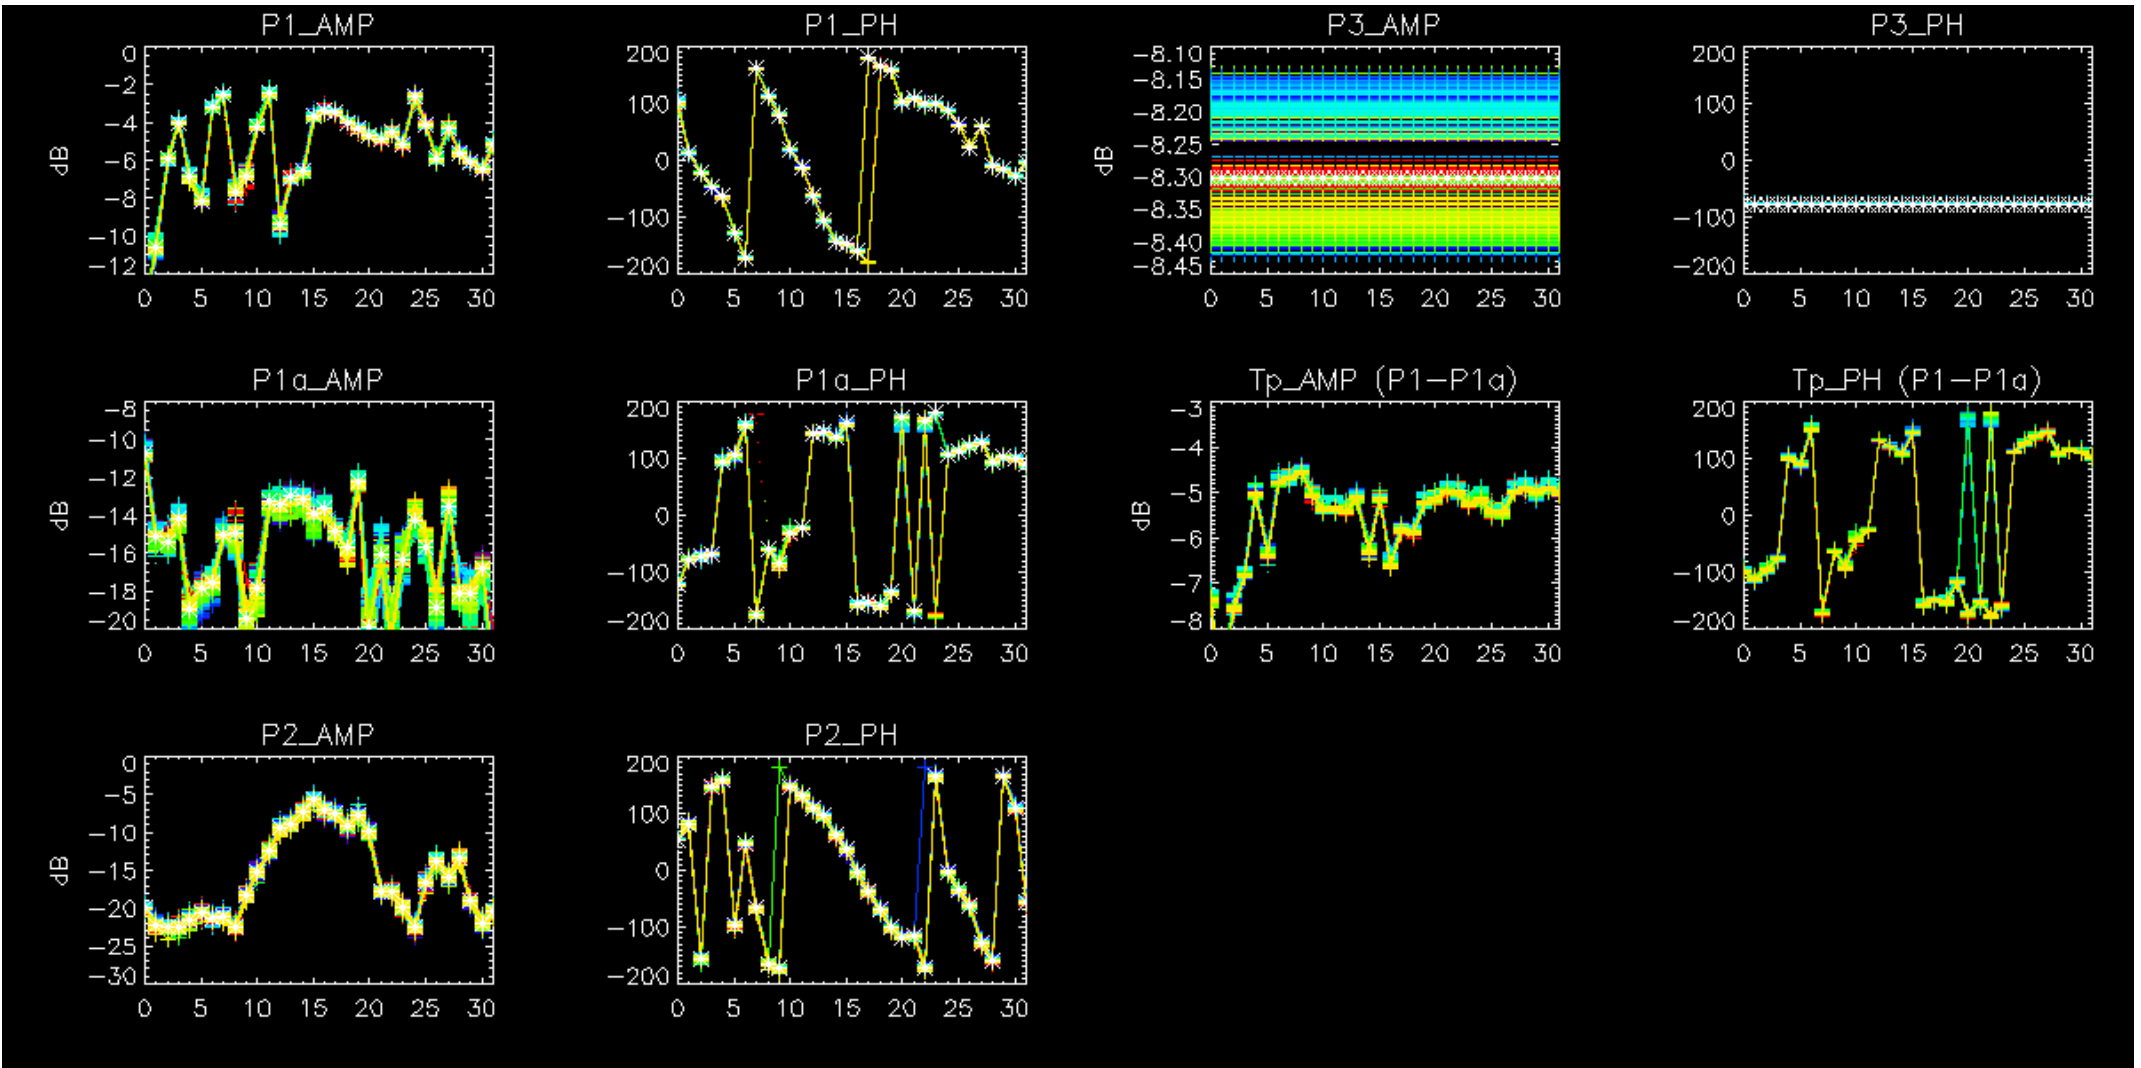 P1_AMP
P1_PH
P3_AMP
P3_PH
dB
0
-2
-4
-6
-8
-10
-12
0 5 10 15 20 25 30
200
100
0
-100
-200
0 5 10 15 20 25 30
dB
-8.10
-8.15
-8.20
-8.25
-8.30
-8.35
-8.40
-8.45
0 5 10 15 20 25 30
200
100
0
-100
-200
0 5 10 15 20 25 30
P1a_AMP
P1a_PH
Tp_AMP (P1-P1a)
Tp_PH (P1-P1a)
dB
-8
-10
-12
-14
-16
-18
-20
0 5 10 15 20 25 30
200
100
0
-100
-200
0 5 10 15 20 25 30
dB
-3
-4
-5
-6
-7
-8
0 5 10 15 20 25 30
200
100
0
-100
-200
0 5 10 15 20 25 30
P2_AMP
P2_PH
dB
0
-5
-10
-15
-20
-25
-30
0 5 10 15 20 25 30
200
100
0
-100
-200
0 5 10 15 20 25 30